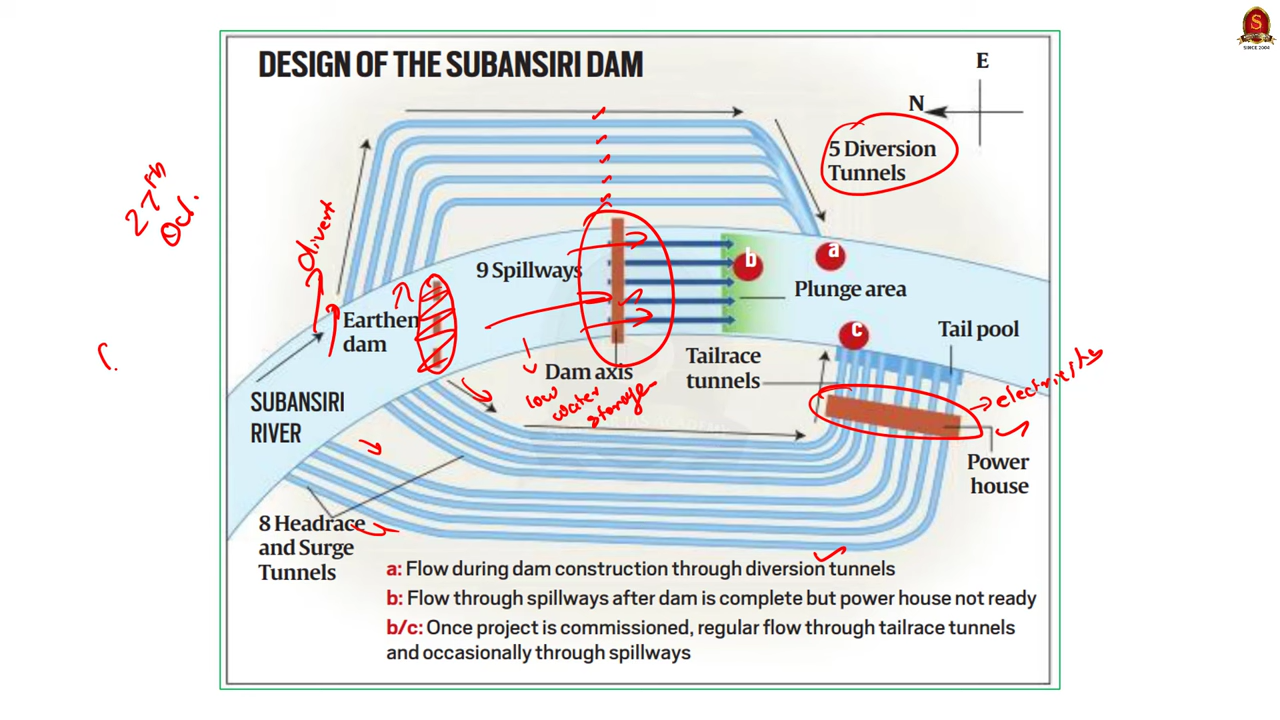 S
SINCE 2004
DESIGN OF THE SUBANSIRI DAM
E
N
5 Diversion
Tunnels
27th
Oct.
divert
9 Spillways
b
a
Plunge area
Earthen
dam
c
Tail pool
Tailrace
tunnels
Dam axis
low
water
storage
electricity
SUBANSIRI
RIVER
Power
house
8 Headrace
and Surge
Tunnels
a: Flow during dam construction through diversion tunnels
b: Flow through spillways after dam is complete but power house not ready
b/c: Once project is commissioned, regular flow through tailrace tunnels
and occasionally through spillways